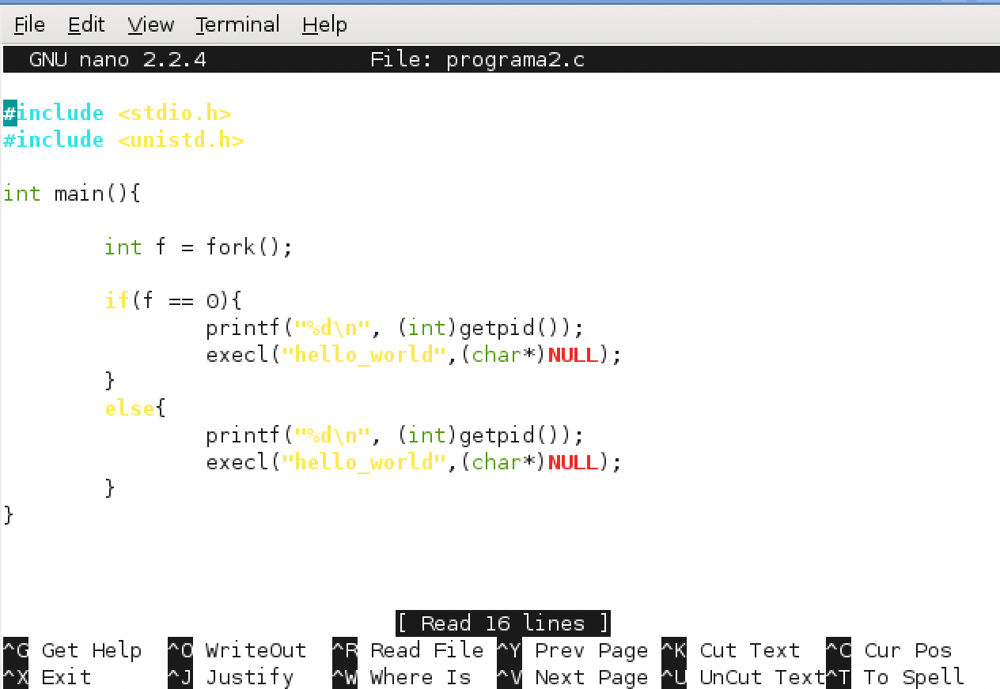 File Edit View Terminal Help
GNU nano 2.2.4 File: programa2.c
#include <stdio.h>
#include <unistd.h>
int main(){
int f = fork();
if(f == 0){
printf("%d\n", (int)getpid());
execl("hello_world",(char*)NULL);
}
else{
printf("%d\n", (int)getpid());
execl("hello_world",(char*)NULL);
}
}
[ Read 16 lines ]
^G Get Help ^O WriteOut ^R Read File ^Y Prev Page ^K Cut Text ^C Cur Pos
^X Exit ^J Justify ^W Where Is ^V Next Page ^U UnCut Text ^T To Spell